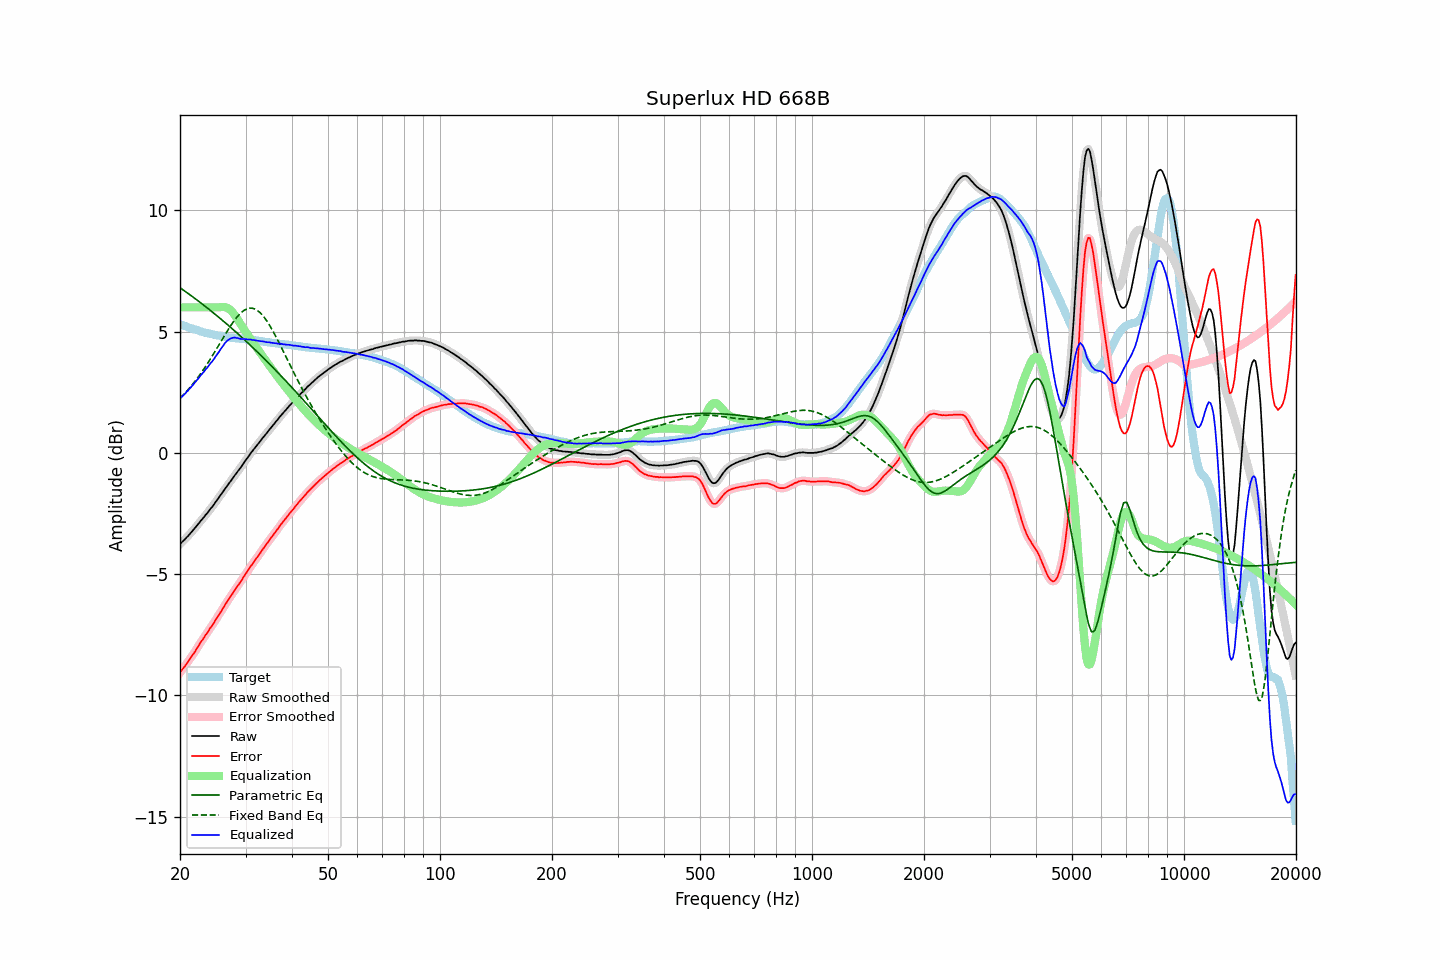 Superlux HD 668B
Amplitude (dBr)
10
5
0
−5
−10
−15
Target
Raw Smoothed
Error Smoothed
Raw
Error
Equalization
Parametric Eq
Fixed Band Eq
Equalized
20 50 100 200 500 1000 2000 5000 10000 20000
Frequency (Hz)